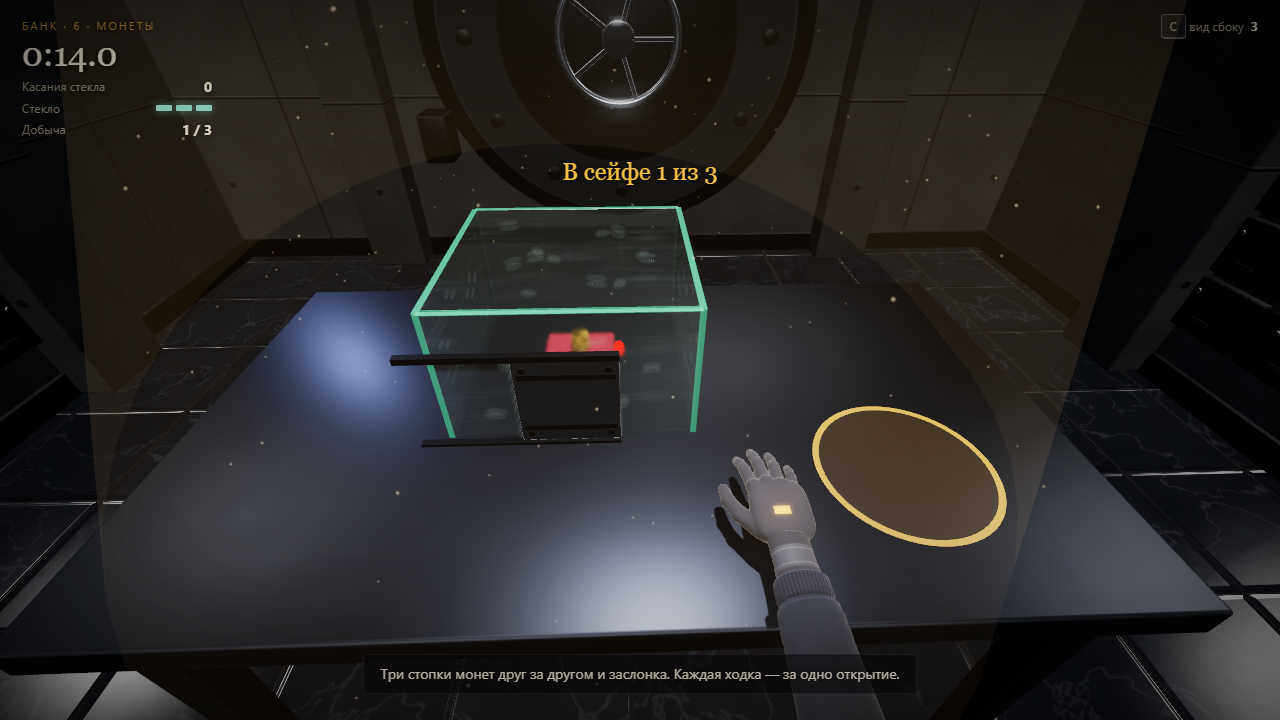 БАНК · 6 · МОНЕТЫ
0:14.0
Касания стекла 0
Стекло
Добыча 1 / 3
C вид сбоку 3
В сейфе 1 из 3
Три стопки монет друг за другом и заслонка. Каждая ходка — за одно открытие.